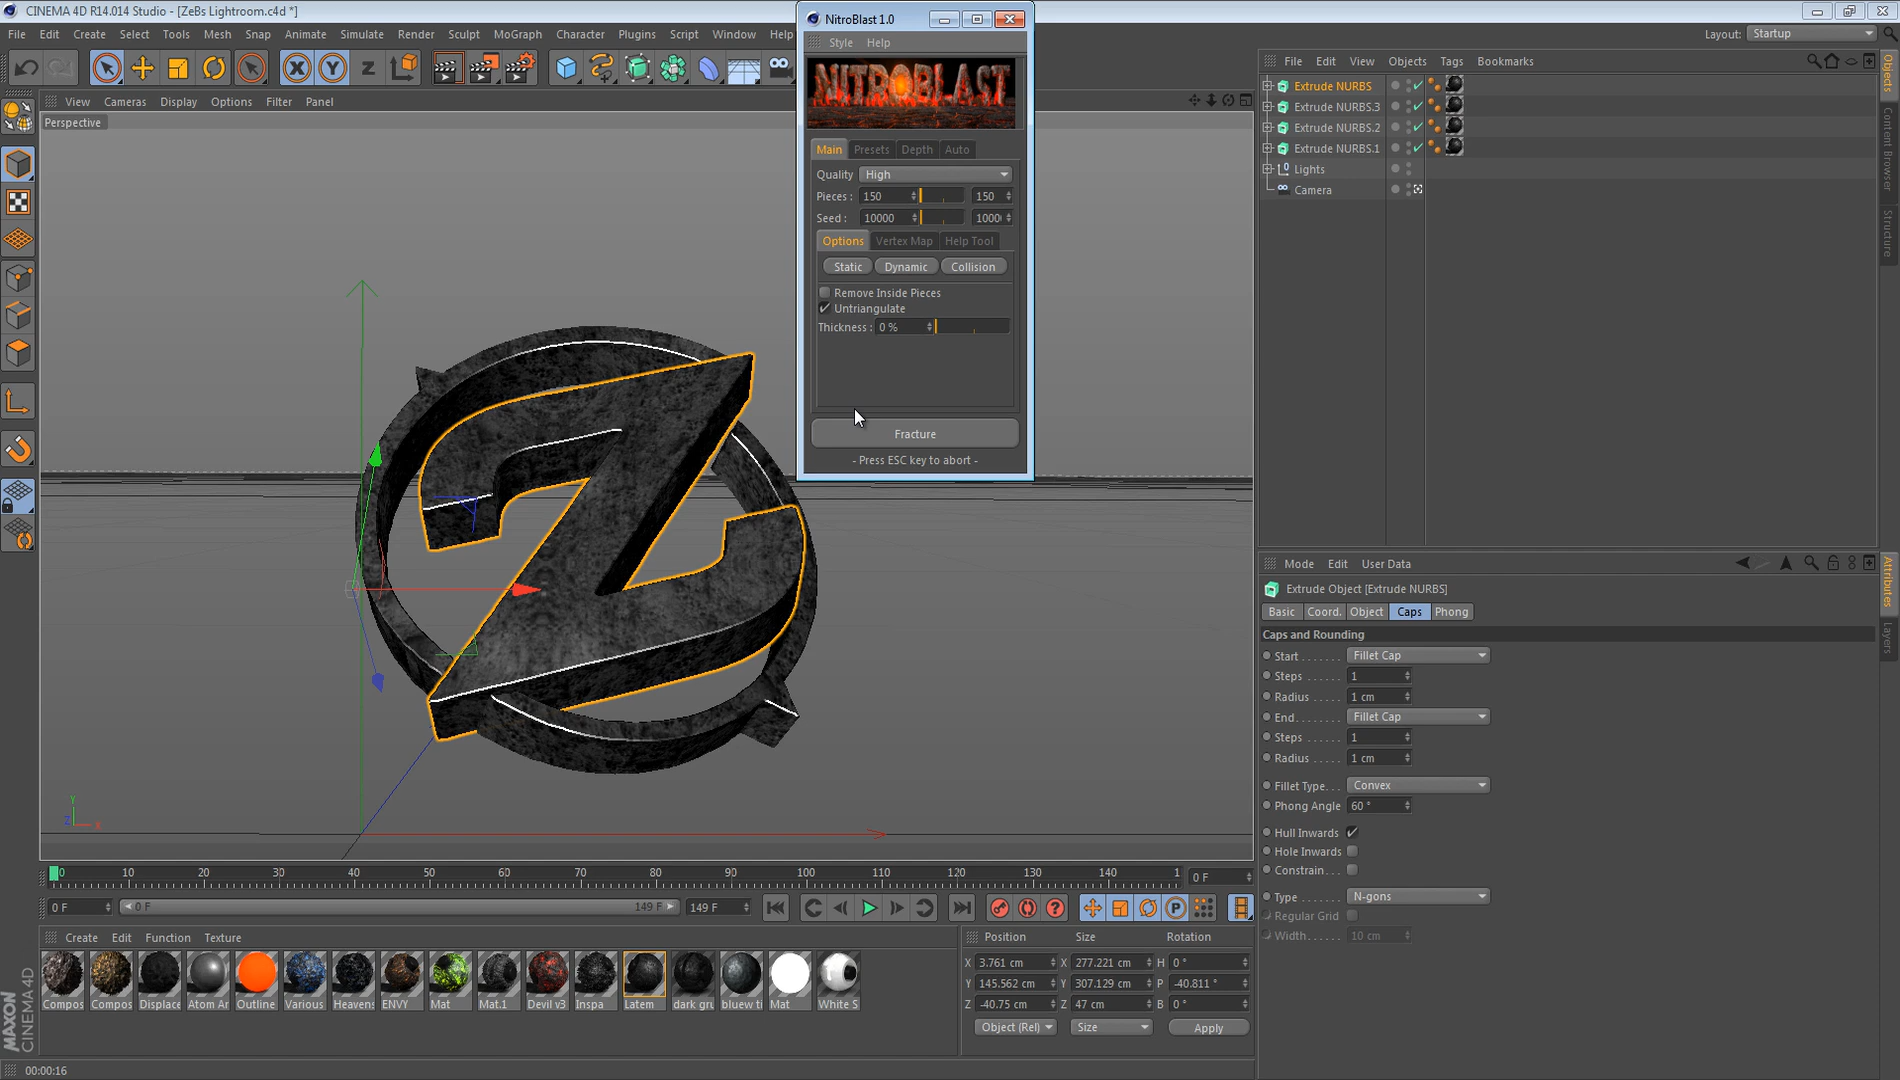 CINEMA 4D R14.014 Studio - [ZeBs Lightroom.c4d *]
File Edit Create Select Tools Mesh Snap Animate Simulate Render Sculpt MoGraph Character Plugins Script Window Help
Layout: Startup
NitroBlast 1.0
Style Help
NITROBLAST
Main Presets Depth Auto
Quality High
Pieces : 150 150
Seed : 10000
Options Vertex Map Help Tool
Static Dynamic Collision
Remove Inside Pieces
Untriangulate
Thickness : 0 %
Fracture
- Press ESC key to abort -
X Y Z
View Cameras Display Options Filter Panel
Perspective
Y
Z X
File Edit View Objects Tags Bookmarks
Extrude NURBS
Extrude NURBS.3
Extrude NURBS.2
Extrude NURBS.1
Lights
Camera
Objects
Content Browser
Structure
Mode Edit User Data
Extrude Object [Extrude NURBS]
Basic Coord. Object Caps Phong
Caps and Rounding
Start . . . . . . . Fillet Cap
Steps 1
Radius . . . . . 1 cm
End. . . . . . . . Fillet Cap
Steps 1
Radius . . . . . 1 cm
Fillet Type. . . Convex
Phong Angle 60 °
Hull Inwards
Hole Inwards
Constrain. . .
Type . . . . . . . N-gons
Regular Grid
Width. . . . . . 10 cm
Attributes
Layers
0 10 20 30 40 50 60 70 80 90 100 110 120 130 140 1
0 F
0 F 0 F 149 F 149 F
Create Edit Function Texture
Compos Compos Displace Atom Ar Outline Various Heavens ENVY Mat Mat.1 Devil v3 Inspa Latem dark gru bluew ti Mat White S
Position Size Rotation
X 3.761 cm X 277.221 cm H 0 °
Y 145.562 cm Y 307.129 cm P -40.811 °
Z -40.75 cm Z 47 cm B 0 °
Object (Rel) Size Apply
MAXON
CINEMA 4D
00:00:16